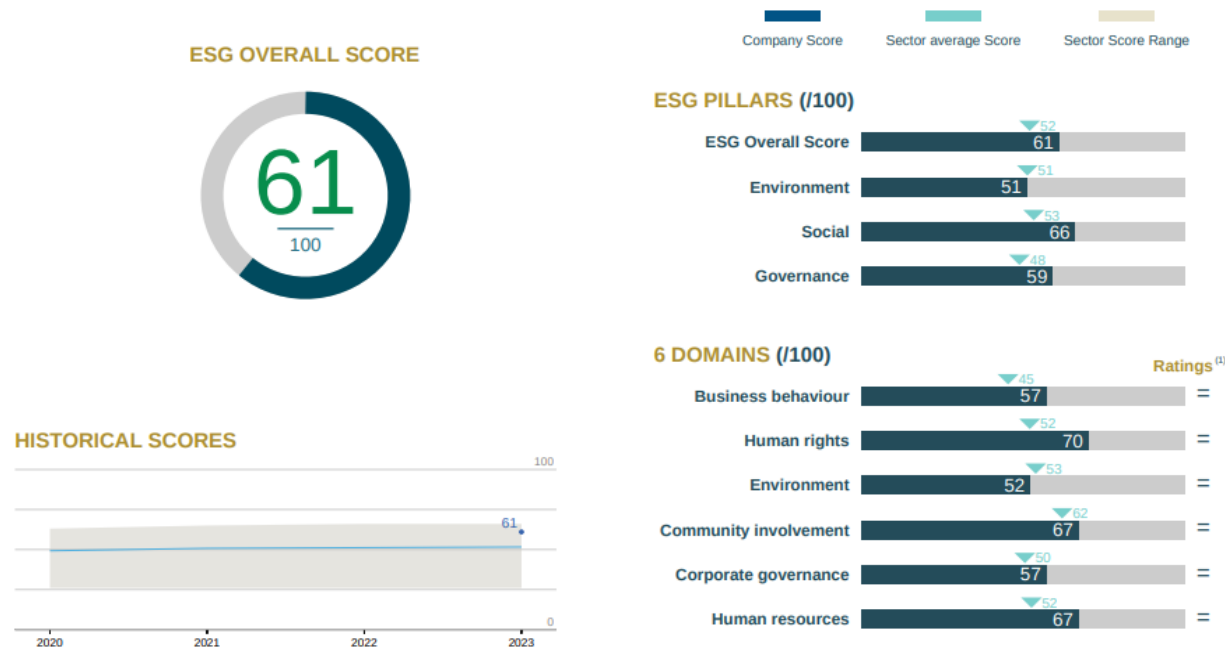 Company Score
Sector average Score
Sector Score Range
ESG OVERALL SCORE
61
100
ESG PILLARS (/100)
52
ESG Overall Score 61
51
Environment 51
53
Social 66
48
Governance 59
6 DOMAINS (/100)
Ratings (1)
45
Business behaviour 57 =
52
Human rights 70 =
53
Environment 52 =
62
Community involvement 67 =
50
Corporate governance 57 =
52
Human resources 67 =
HISTORICAL SCORES
100
61
0
2020 2021 2022 2023